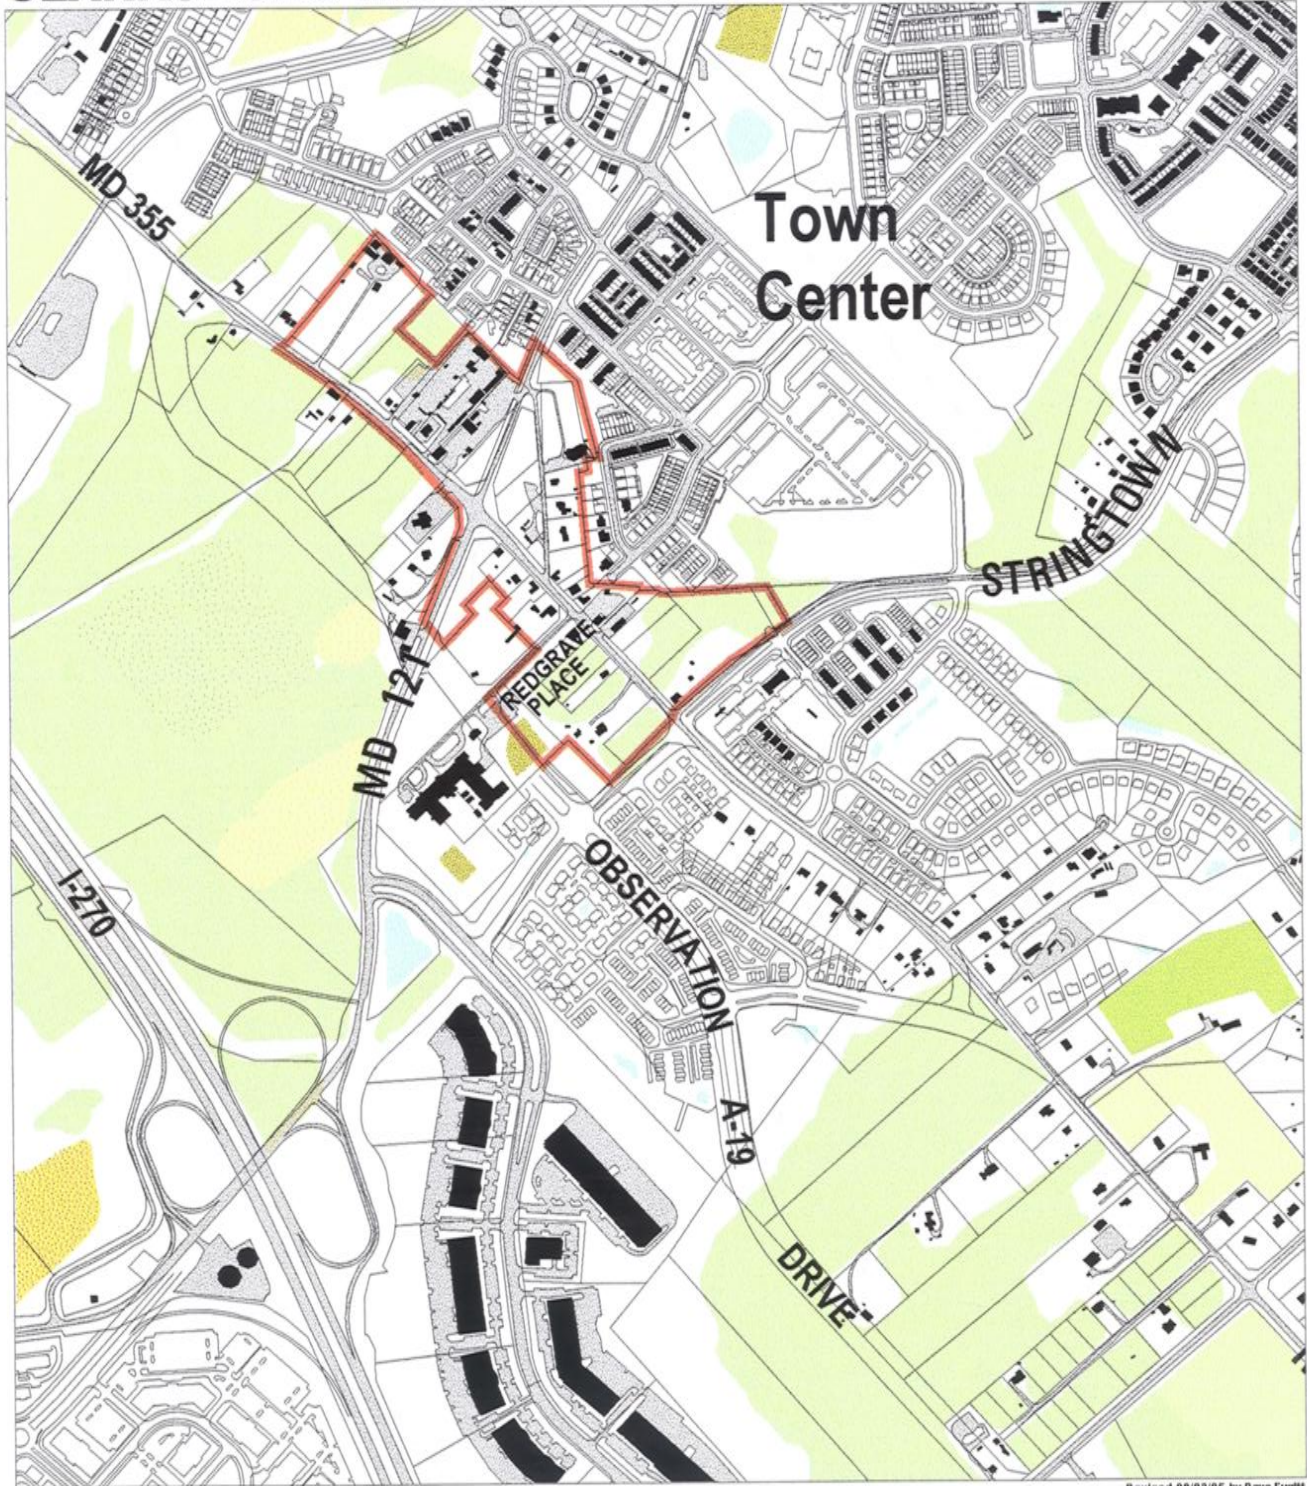 MD 355
Town
Center
STRINGTOWN
REDGRAVE
PLACE
MD 121
I-270
OBSERVATION
A-19
DRIVE